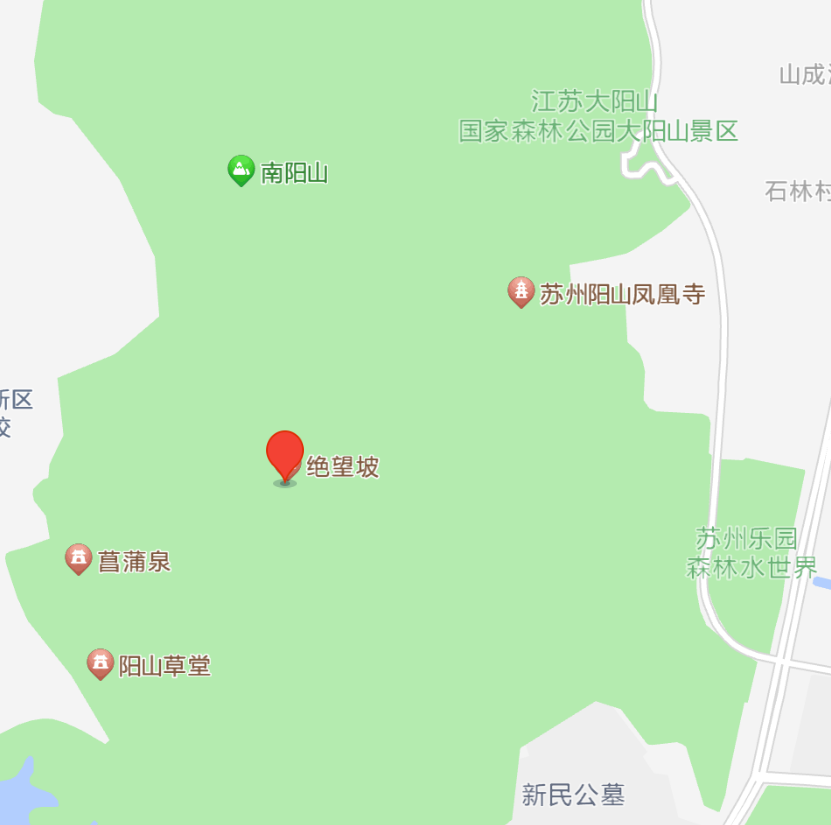 山成
江苏大阳山
国家森林公园大阳山景区
南阳山
石林村
苏州阳山凤凰寺
新区
校
绝望坡
苏州乐园
森林水世界
菖蒲泉
阳山草堂
新民公墓